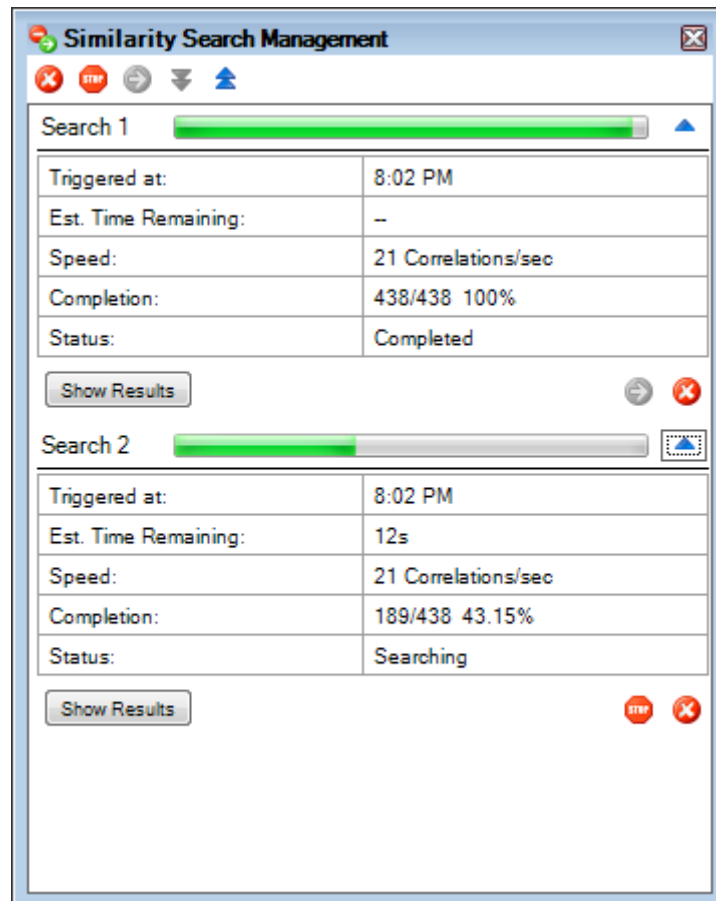 Similarity Search Management
STOP
Search 1
Triggered at: 8:02 PM
Est. Time Remaining: --
Speed: 21 Correlations/sec
Completion: 438/438 100%
Status: Completed
Show Results
Search 2
Triggered at: 8:02 PM
Est. Time Remaining: 12s
Speed: 21 Correlations/sec
Completion: 189/438 43.15%
Status: Searching
Show Results STOP